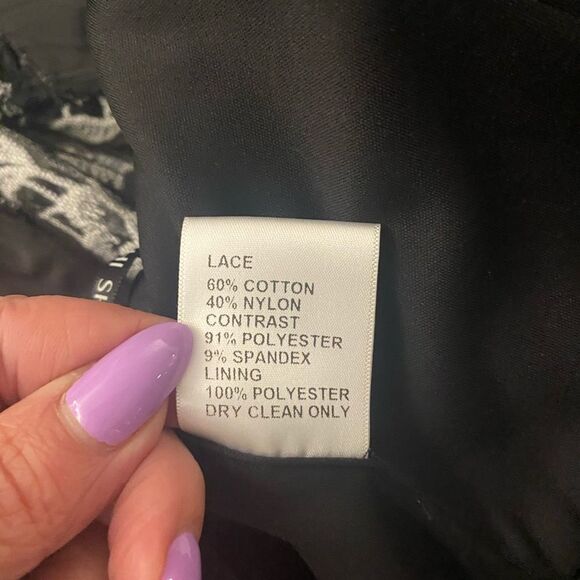 LACE
60% COTTON
40% NYLON
CONTRAST
91% POLYESTER
9% SPANDEX
LINING
100% POLYESTER
DRY CLEAN ONLY